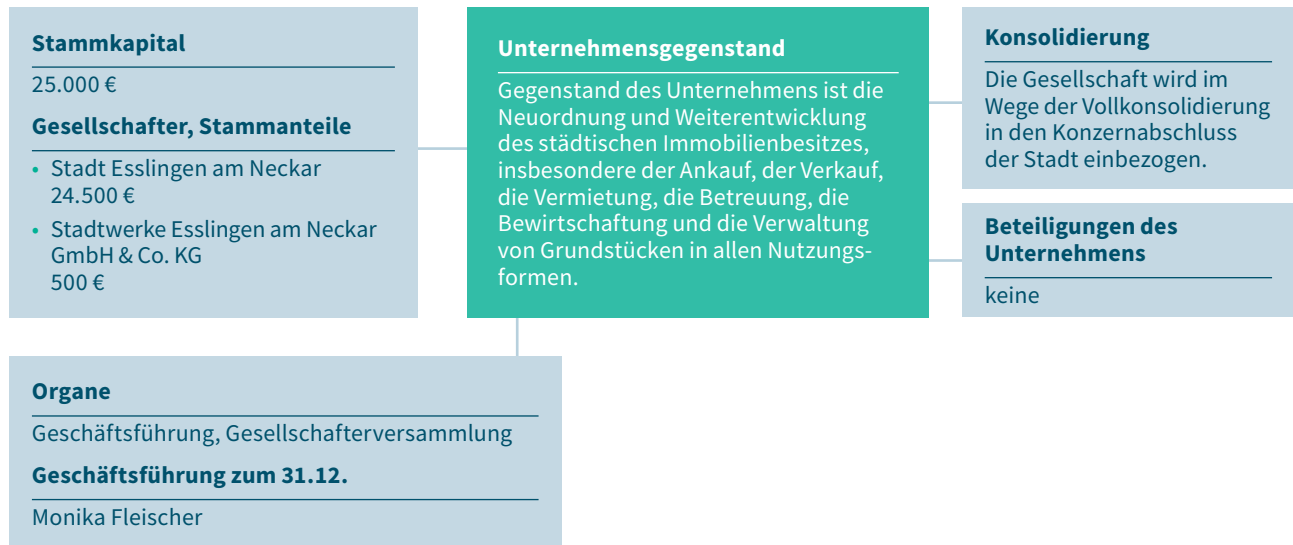 Stammkapital
25.000 €
Gesellschafter, Stammanteile
• Stadt Esslingen am Neckar
24.500 €
• Stadtwerke Esslingen am Neckar
GmbH & Co. KG
500 €
Unternehmensgegenstand
Gegenstand des Unternehmens ist die
Neuordnung und Weiterentwicklung
des städtischen Immobilienbesitzes,
insbesondere der Ankauf, der Verkauf,
die Vermietung, die Betreuung, die
Bewirtschaftung und die Verwaltung
von Grundstücken in allen Nutzungs-
formen.
Konsolidierung
Die Gesellschaft wird im
Wege der Vollkonsolidierung
in den Konzernabschluss
der Stadt einbezogen.
Beteiligungen des
Unternehmens
keine
Organe
Geschäftsführung, Gesellschafterversammlung
Geschäftsführung zum 31.12.
Monika Fleischer